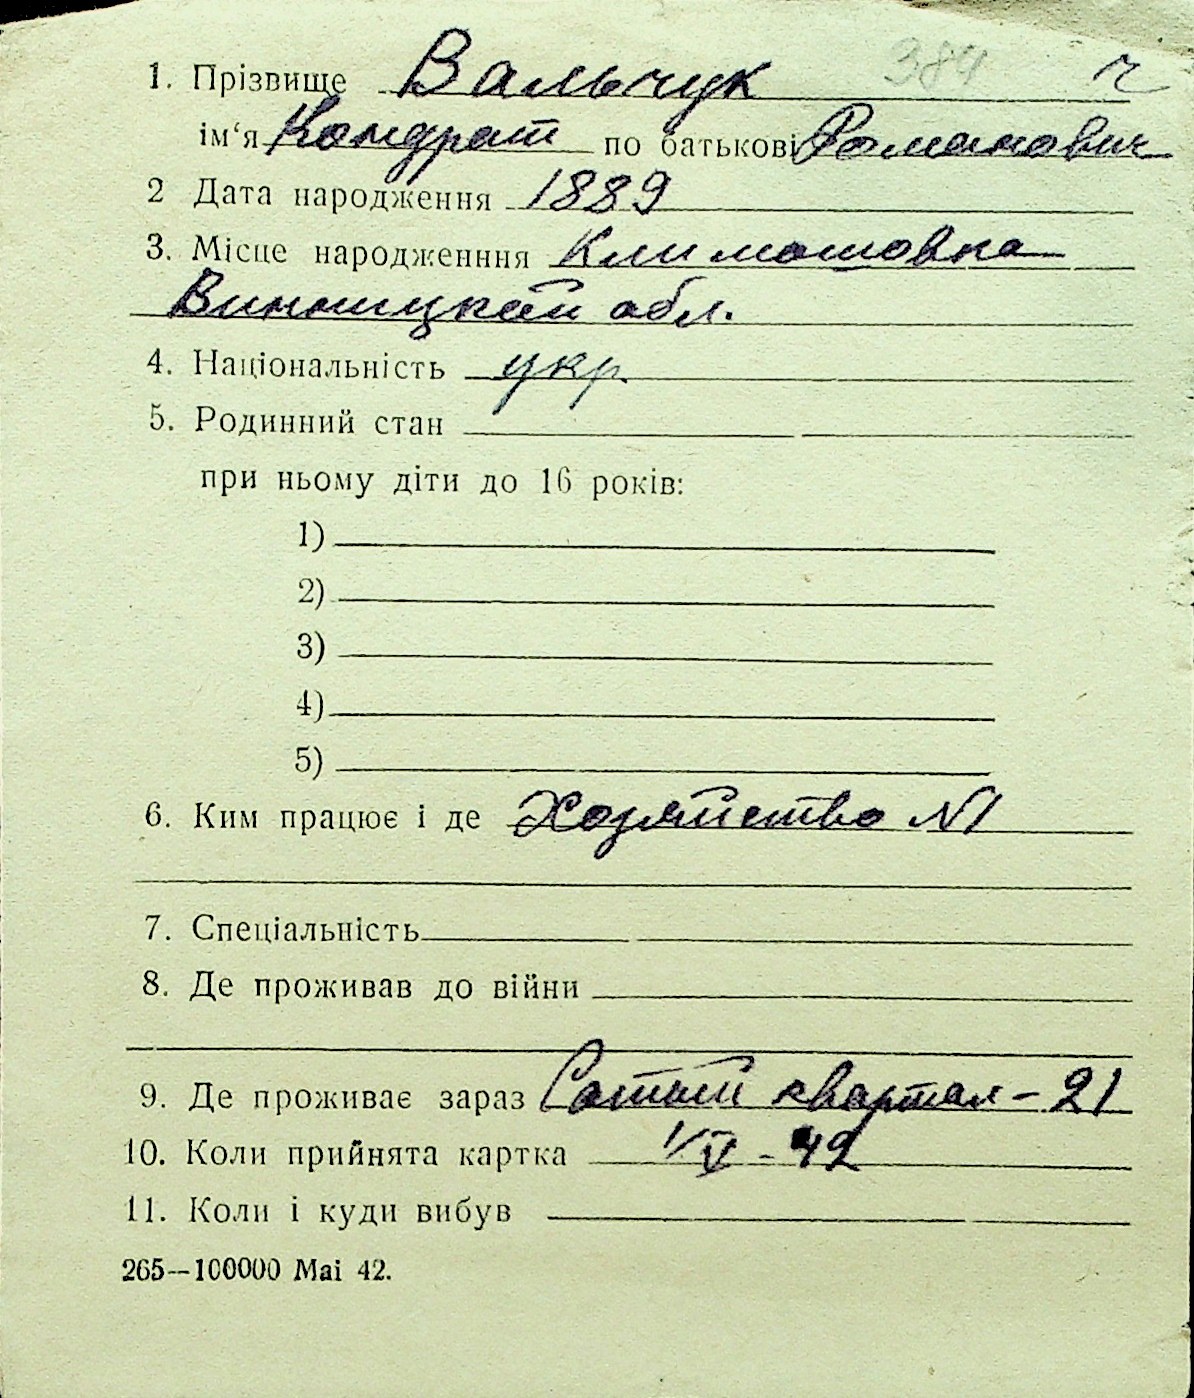 384 ч
1. Прізвище Вальчук
ім‘я Кондрат по батькові Романович
2 Дата народження 1889
3. Місце народженння Климашовка
Винницкой обл.
4. Національність укр.
5. Родинний стан
при ньому діти до 16 років:
1)
2)
3)
4)
5)
6. Ким працює і де Хозяйство №1
7. Спеціальність
8. Де проживав до війни
9. Де проживає зараз Сотый квартал - 21
10. Коли прийнята картка 1/V - 42
11. Коли і куди вибув
265—100000 Mai 42.